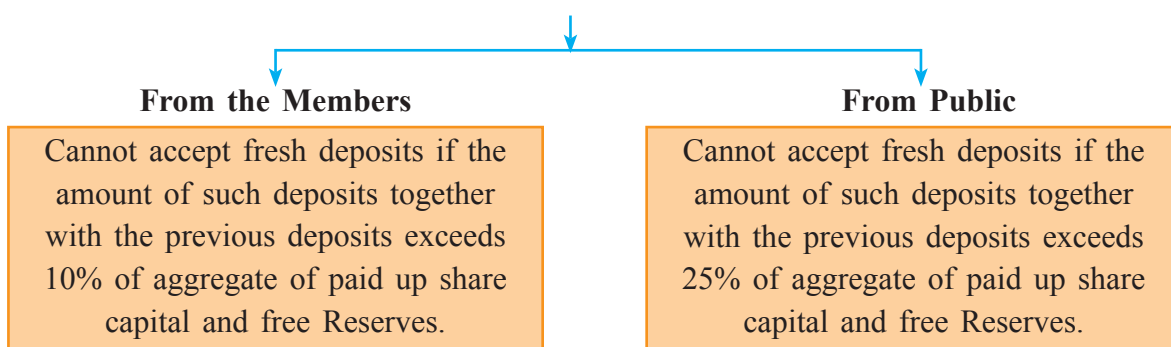 From the Members
Cannot accept fresh deposits if the
amount of such deposits together
with the previous deposits exceeds
10% of aggregate of paid up share
capital and free Reserves.
From Public
Cannot accept fresh deposits if the
amount of such deposits together
with the previous deposits exceeds
25% of aggregate of paid up share
capital and free Reserves.